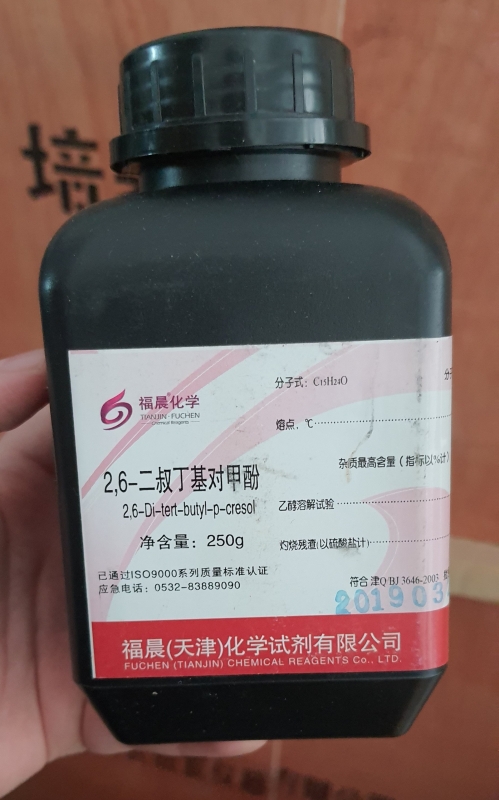 培
福晨化学
TIANJIN·FUCHEN
Chemical Reagents
2,6-二叔丁基对甲酚
2,6-Di-tert-butyl-p-cresol
净含量：250g
已通过ISO9000系列质量标准认证
应急电话：0532-83889090
分子式：C15H24O
熔点，℃
杂质最高含量（指标以%计）
乙醇溶解试验
灼烧残渣(以硫酸盐计)
符合津Q/BJ 3646-2003
2019 03
福晨(天津)化学试剂有限公司
FUCHEN (TIANJIN) CHEMICAL REAGENTS Co., LTD.